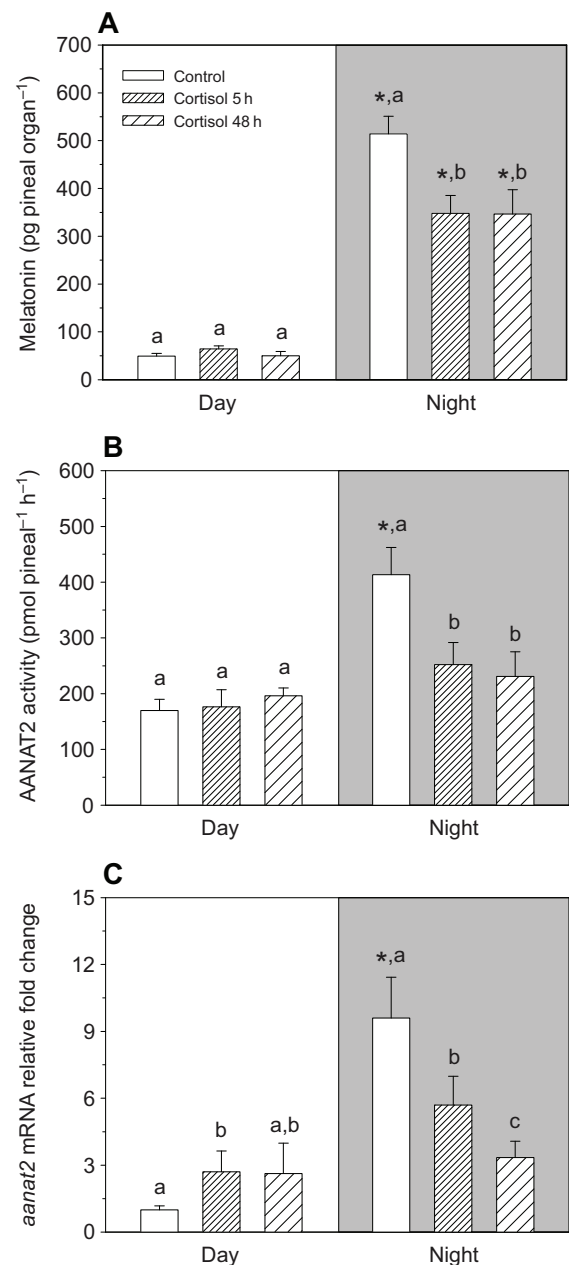 A
700
600
500
400
300
200
100
0
Melatonin (pg pineal organ⁻¹)
Control
Cortisol 5 h
Cortisol 48 h
a
a
a
*,a
*,b
*,b
Day
Night
B
600
500
400
300
200
100
0
AANAT2 activity (pmol pineal⁻¹ h⁻¹)
a
a
a
*,a
b
b
Day
Night
C
15
12
9
6
3
0
aanat2 mRNA relative fold change
a
b
a,b
*,a
b
c
Day
Night